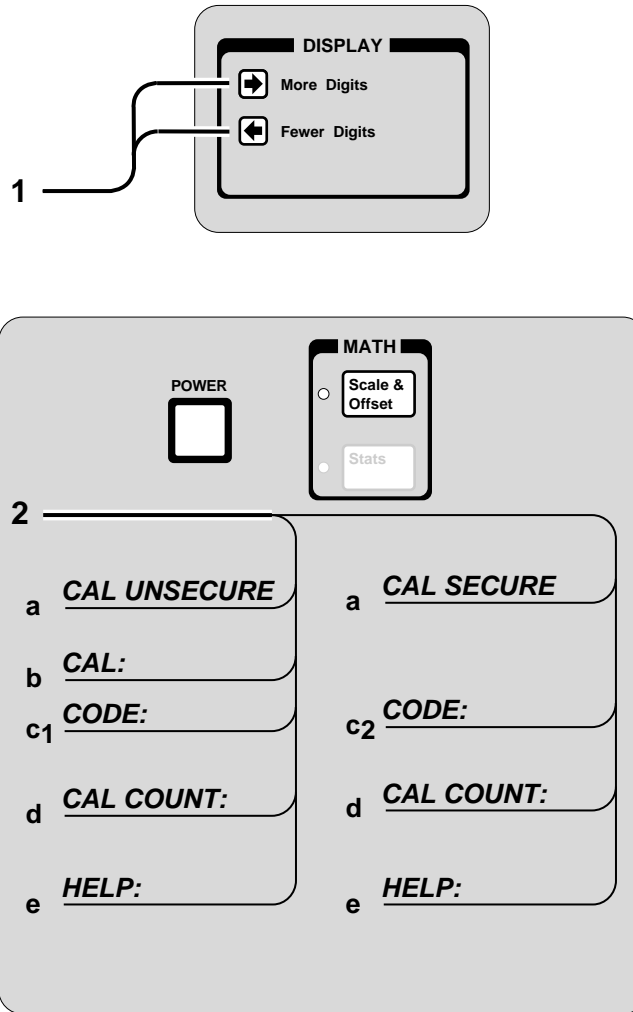 DISPLAY
More Digits
Fewer Digits
1
MATH
POWER
Scale &
Offset
Stats
2
a CAL UNSECURE
a CAL SECURE
b CAL:
c1 CODE:
c2 CODE:
d CAL COUNT:
d CAL COUNT:
e HELP:
e HELP: